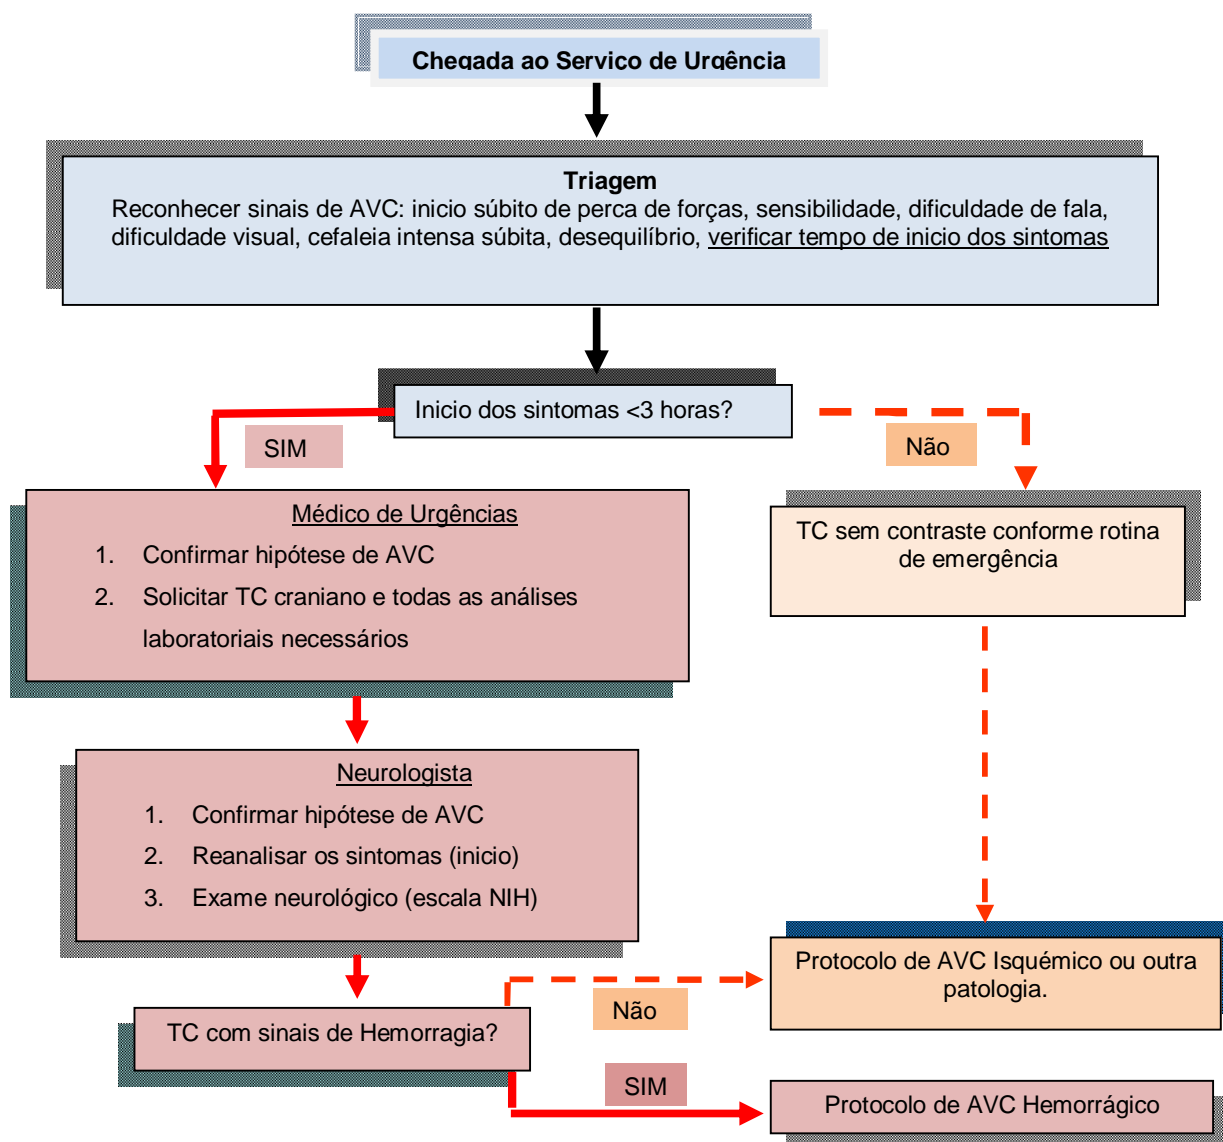 Chegada ao Serviço de Urgência
Triagem
Reconhecer sinais de AVC: inicio súbito de perca de forças, sensibilidade, dificuldade de fala,
dificuldade visual, cefaleia intensa súbita, desequilíbrio, verificar tempo de inicio dos sintomas
Inicio dos sintomas <3 horas?
SIM
Não
Médico de Urgências
1. Confirmar hipótese de AVC
2. Solicitar TC craniano e todas as análises
laboratoriais necessários
TC sem contraste conforme rotina
de emergência
Neurologista
1. Confirmar hipótese de AVC
2. Reanalisar os sintomas (inicio)
3. Exame neurológico (escala NIH)
TC com sinais de Hemorragia?
Não
Protocolo de AVC Isquémico ou outra
patologia.
SIM
Protocolo de AVC Hemorrágico